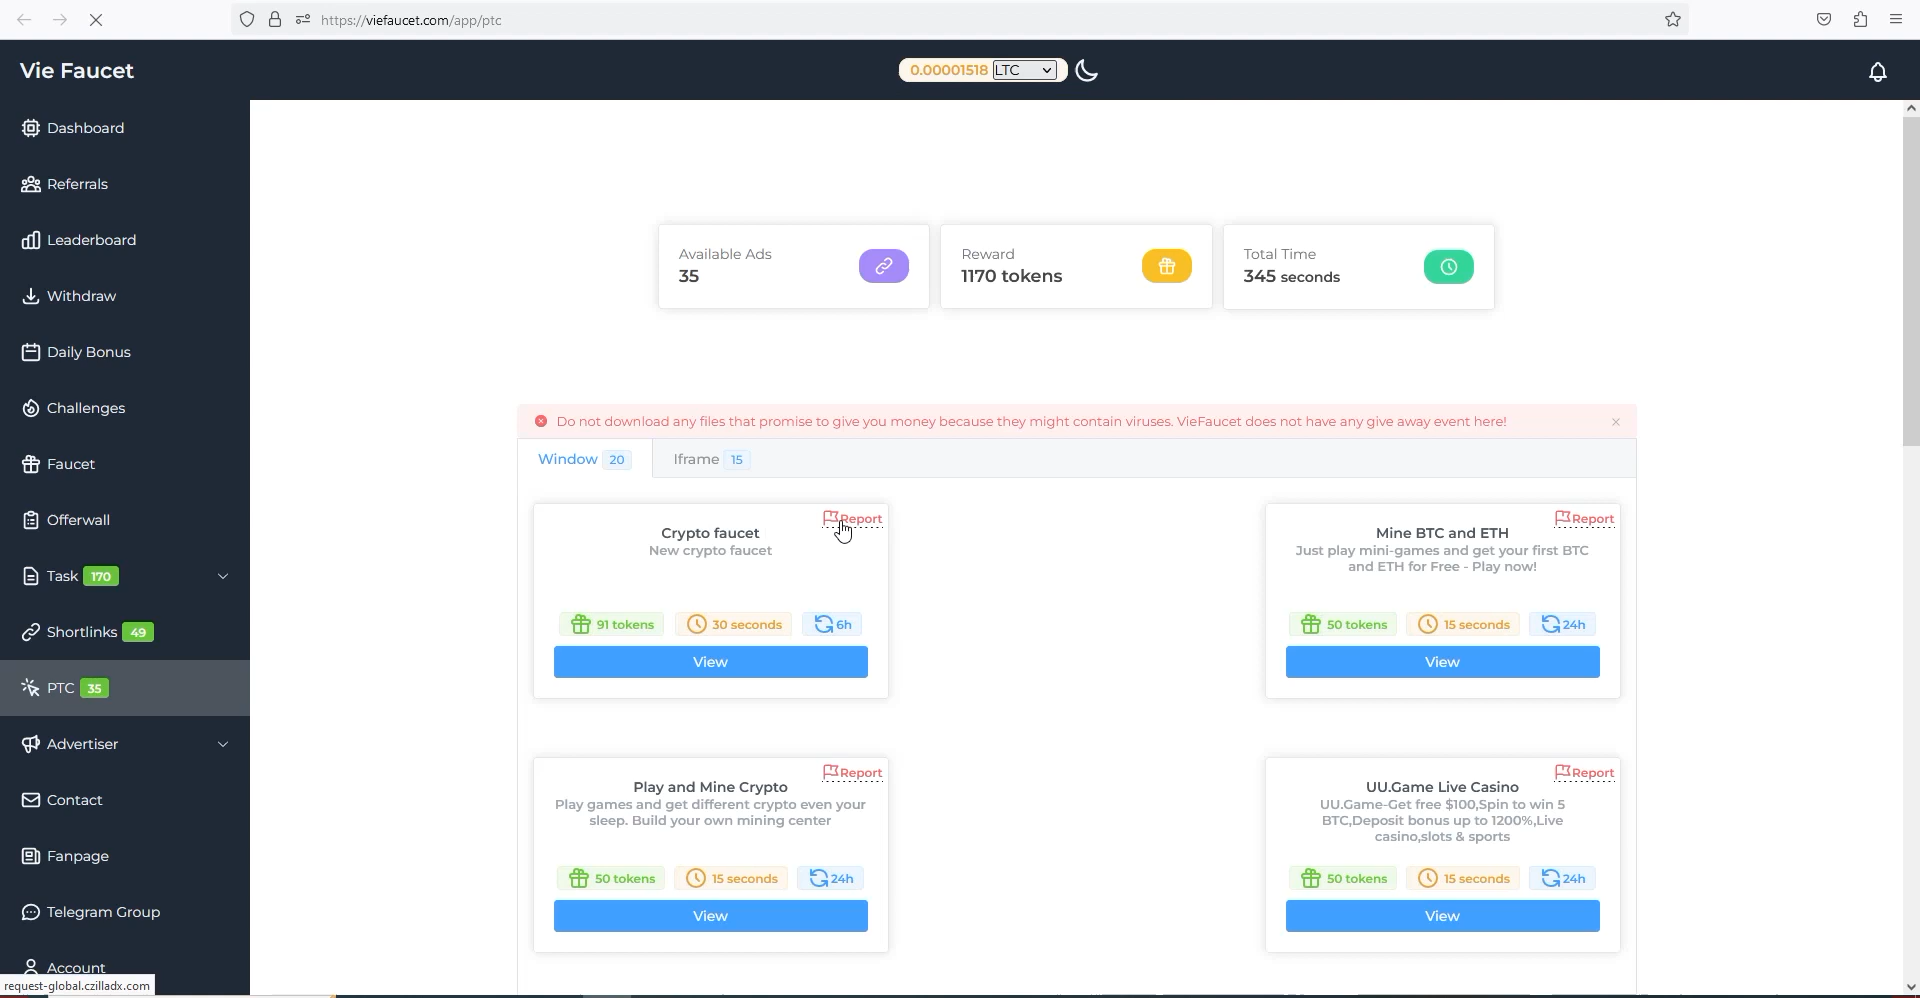 https://viefaucet.com/app/ptc
Vie Faucet
0.00001518 LTC
Dashboard
Referrals
Leaderboard
Withdraw
Daily Bonus
Challenges
Faucet
Offerwall
Task 170
Shortlinks 49
PTC 35
Advertiser
Contact
Fanpage
Telegram Group
Account
request-global.czilladx.com
Available Ads
35
Reward
1170 tokens
Total Time
345 seconds
Do not download any files that promise to give you money because they might contain viruses. VieFaucet does not have any give away event here!
Window 20
Iframe 15
Report
Crypto faucet
New crypto faucet
91 tokens
30 seconds
6h
View
Report
Mine BTC and ETH
Just play mini-games and get your first BTC
and ETH for Free - Play now!
50 tokens
15 seconds
24h
View
Report
Play and Mine Crypto
Play games and get different crypto even your
sleep. Build your own mining center
50 tokens
15 seconds
24h
View
Report
UU.Game Live Casino
UU.Game-Get free $100,Spin to win 5
BTC,Deposit bonus up to 1200%,Live
casino,slots & sports
50 tokens
15 seconds
24h
View